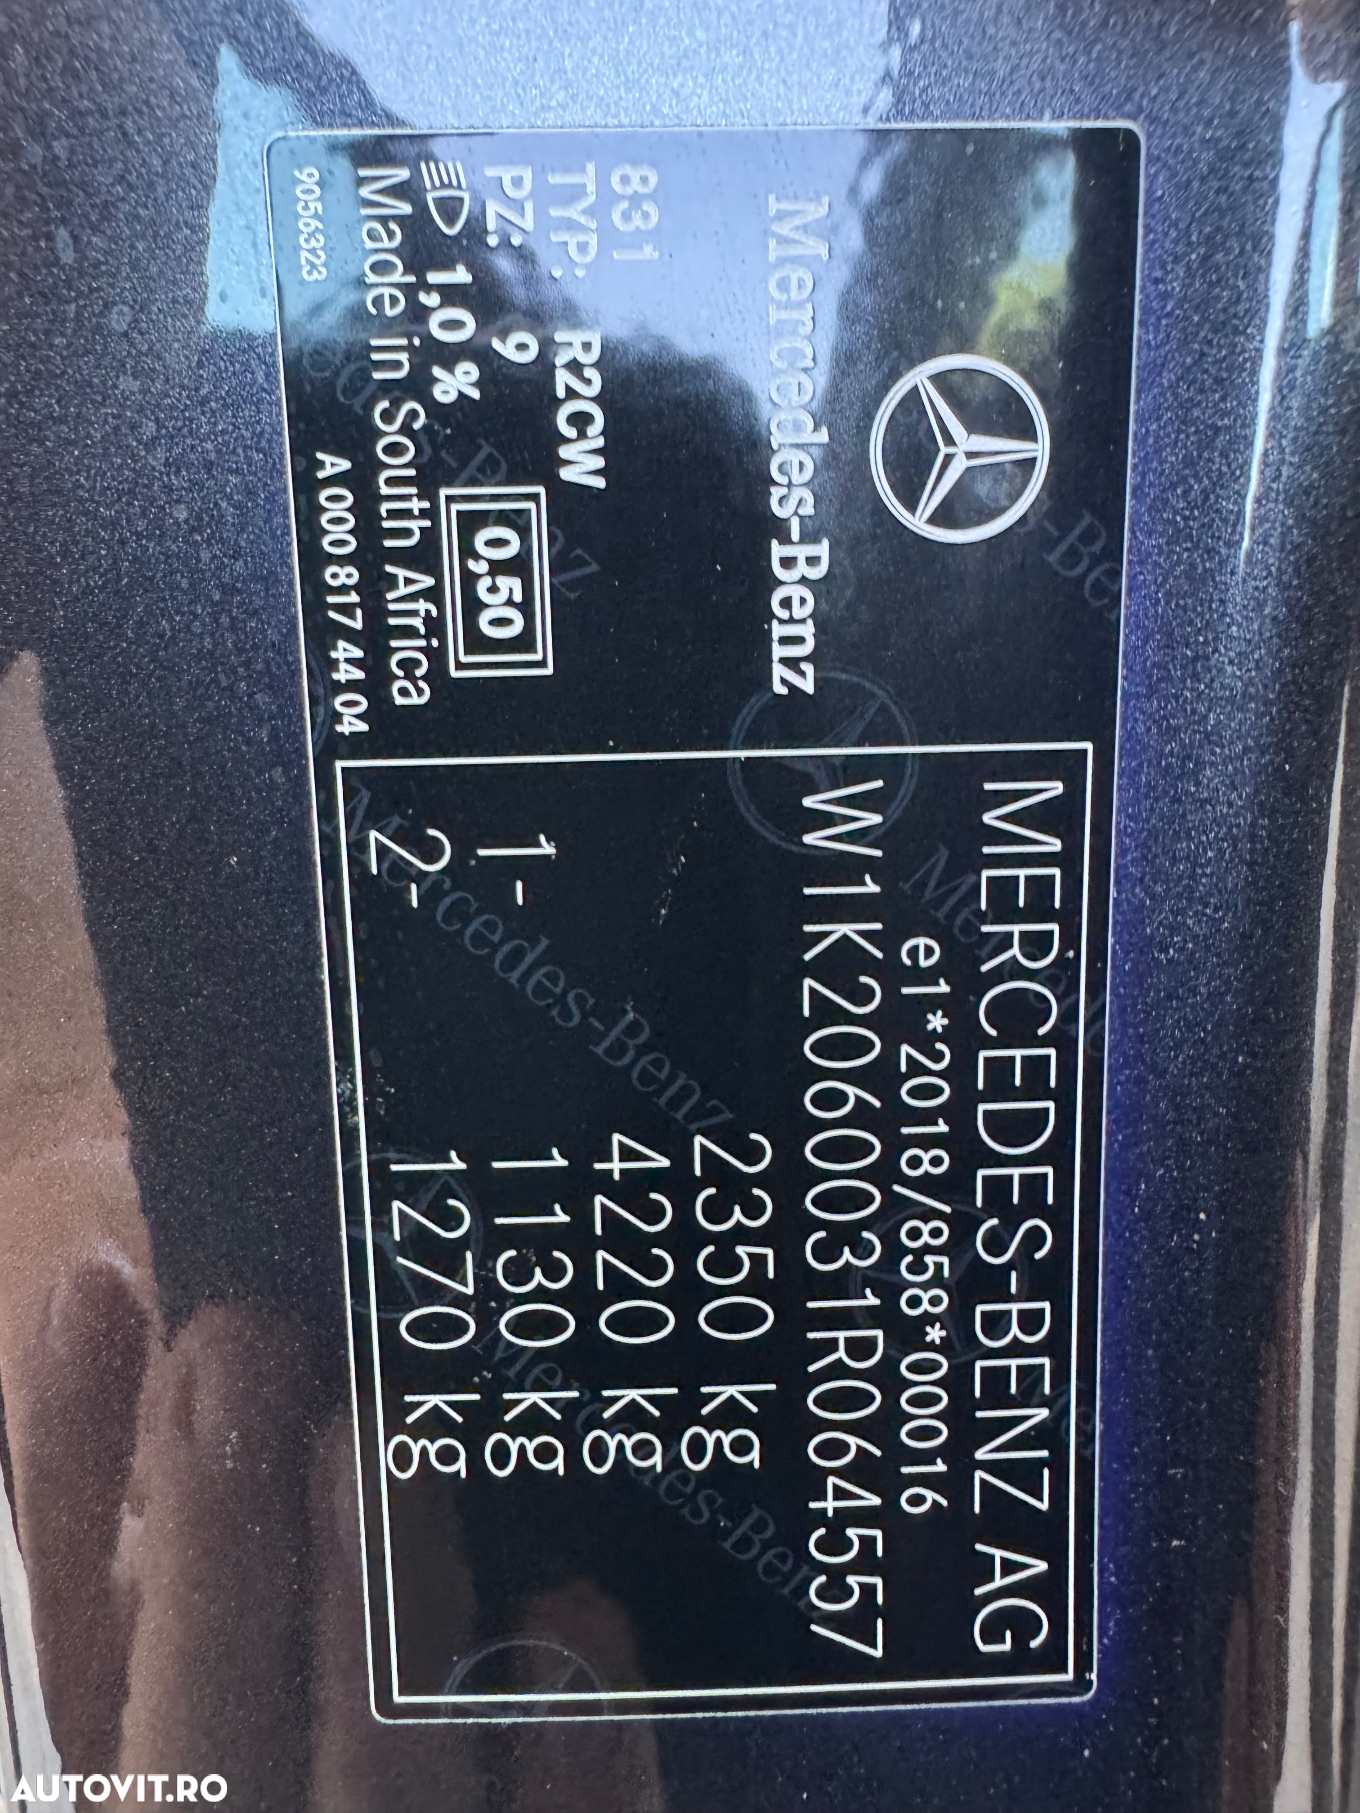 Mercedes-Benz
831
TYP: R2CW
PZ: 9
1,0 %
0,50
Made in South Africa
9056323
A 000 817 44 04
MERCEDES-BENZ AG
e1*2018/858*00016
W1K2060031R064557
2350 kg
4220 kg
1- 1130 kg
2- 1270 kg
AUTOVIT.RO